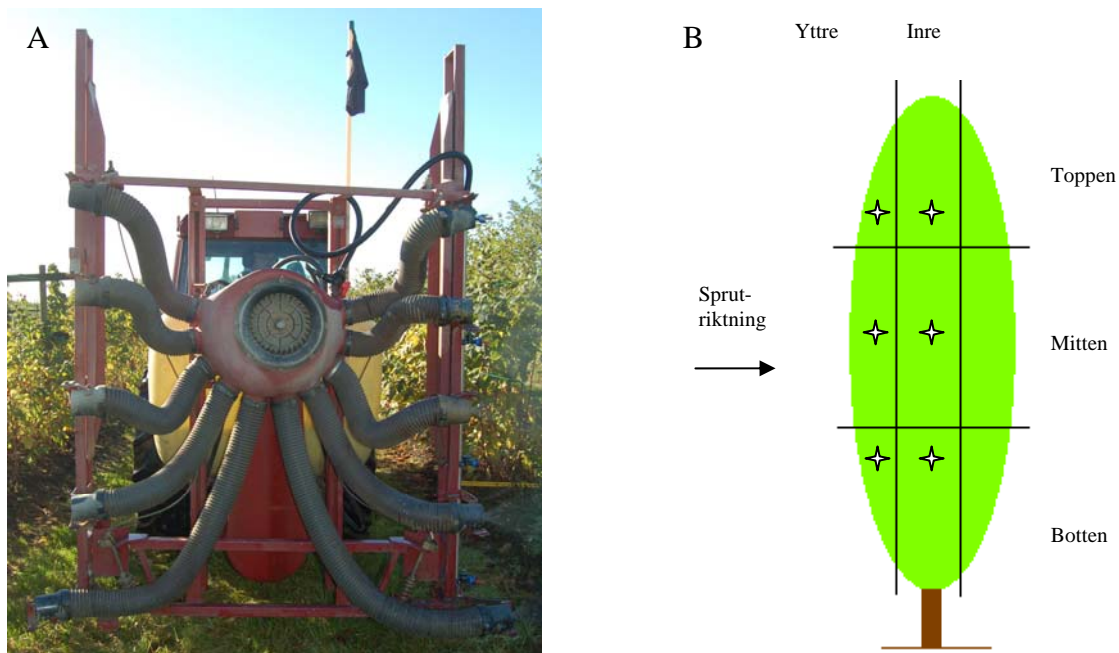 A
B
Yttre
Inre
Toppen
Sprut-
riktning
Mitten
Botten